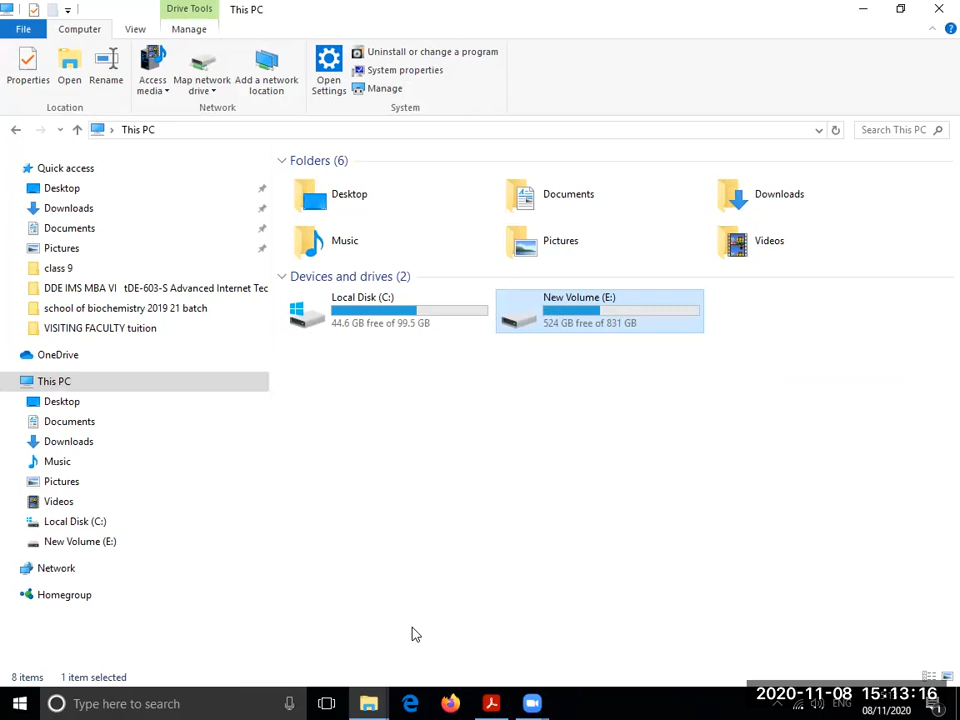 Drive Tools
This PC
File
Computer
View
Manage
Properties
Open
Rename
Access media
Map network drive
Add a network location
Open Settings
Uninstall or change a program
System properties
Manage
Location
Network
System
This PC
Search This PC
Quick access
Desktop
Downloads
Documents
Pictures
class 9
DDE IMS MBA VI tDE-603-S Advanced Internet Tec
school of biochemistry 2019 21 batch
VISITING FACULTY tuition
OneDrive
This PC
Desktop
Documents
Downloads
Music
Pictures
Videos
Local Disk (C:)
New Volume (E:)
Network
Homegroup
Folders (6)
Desktop
Documents
Downloads
Music
Pictures
Videos
Devices and drives (2)
Local Disk (C:)
44.6 GB free of 99.5 GB
New Volume (E:)
524 GB free of 831 GB
8 items
1 item selected
Type here to search
2020-11-08 15:13:16
ENG
08/11/2020
1